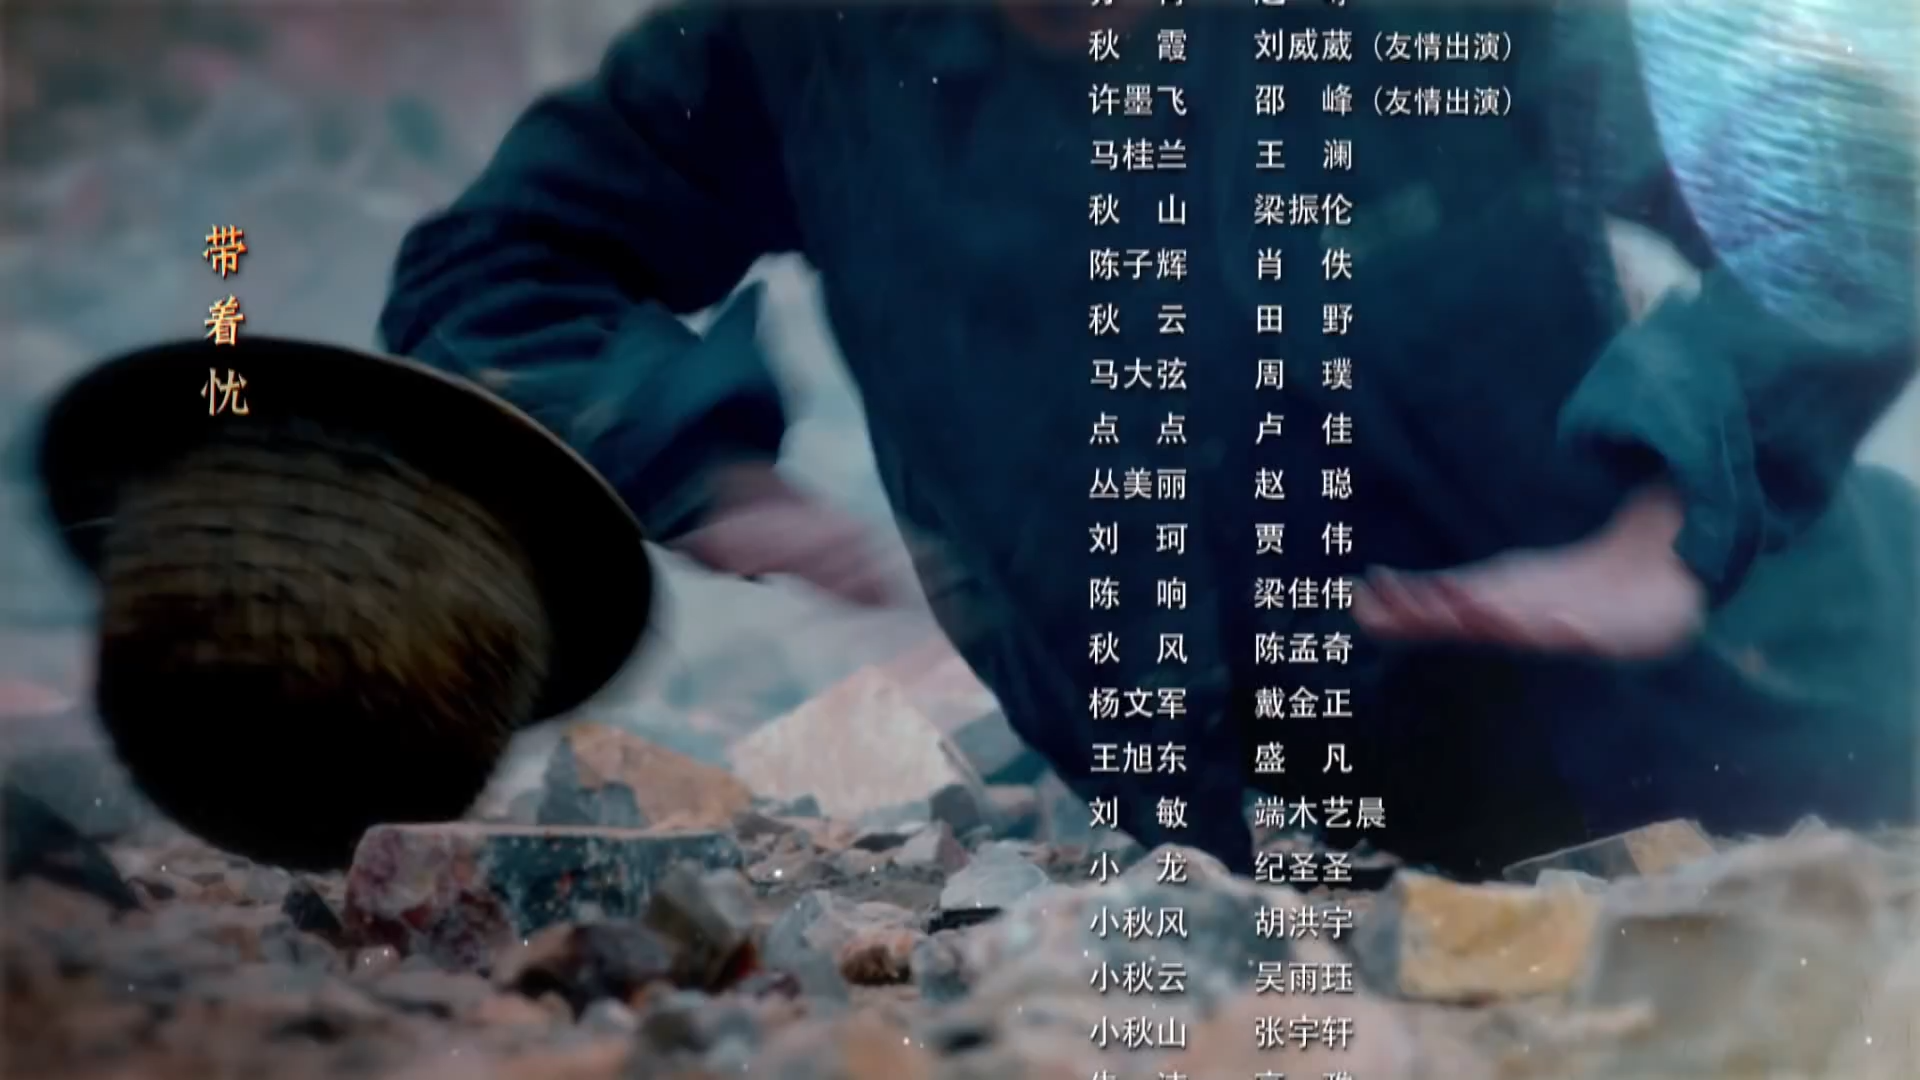 带着忧
秋 霞 刘威葳（友情出演）
许墨飞 邵 峰（友情出演）
马桂兰 王 澜
秋 山 梁振伦
陈子辉 肖 佚
秋 云 田 野
马大弦 周 璞
点 点 卢 佳
丛美丽 赵 聪
刘 珂 贾 伟
陈 响 梁佳伟
秋 风 陈孟奇
杨文军 戴金正
王旭东 盛 凡
刘 敏 端木艺晨
小 龙 纪圣圣
小秋风 胡洪宇
小秋云 吴雨珏
小秋山 张宇轩